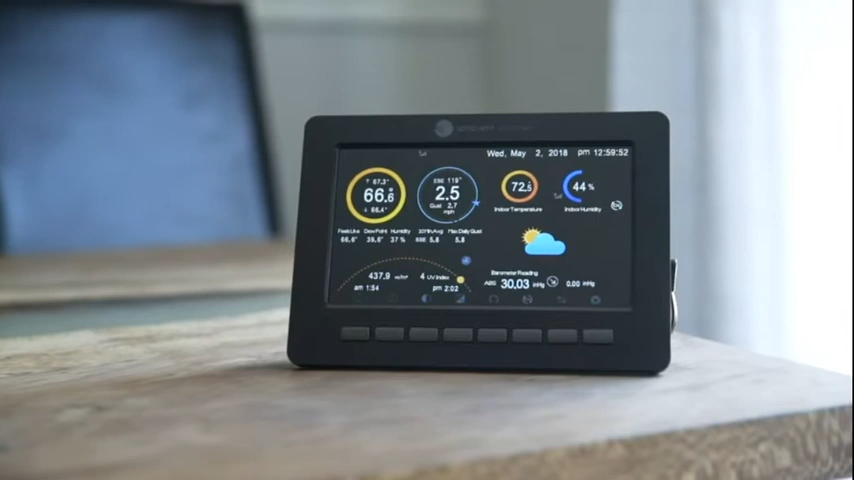 Wed, May 2, 2018 pm 12:59:52
↑ 67.3°
66.6
↓ 66.4°
ESE 119°
2.5
Gust 2.7
mph
72.5
Indoor Temperature
44 %
Indoor Humidity
Feels Like Dew Point Humidity
66.6° 39.6° 37 %
10 Min Avg Max Daily Gust
5.8 5.8
437.9
4 UV Index
am 1:54 pm 2:02
Barometer Reading
ABS 30.03 inHg 0.00 inHg